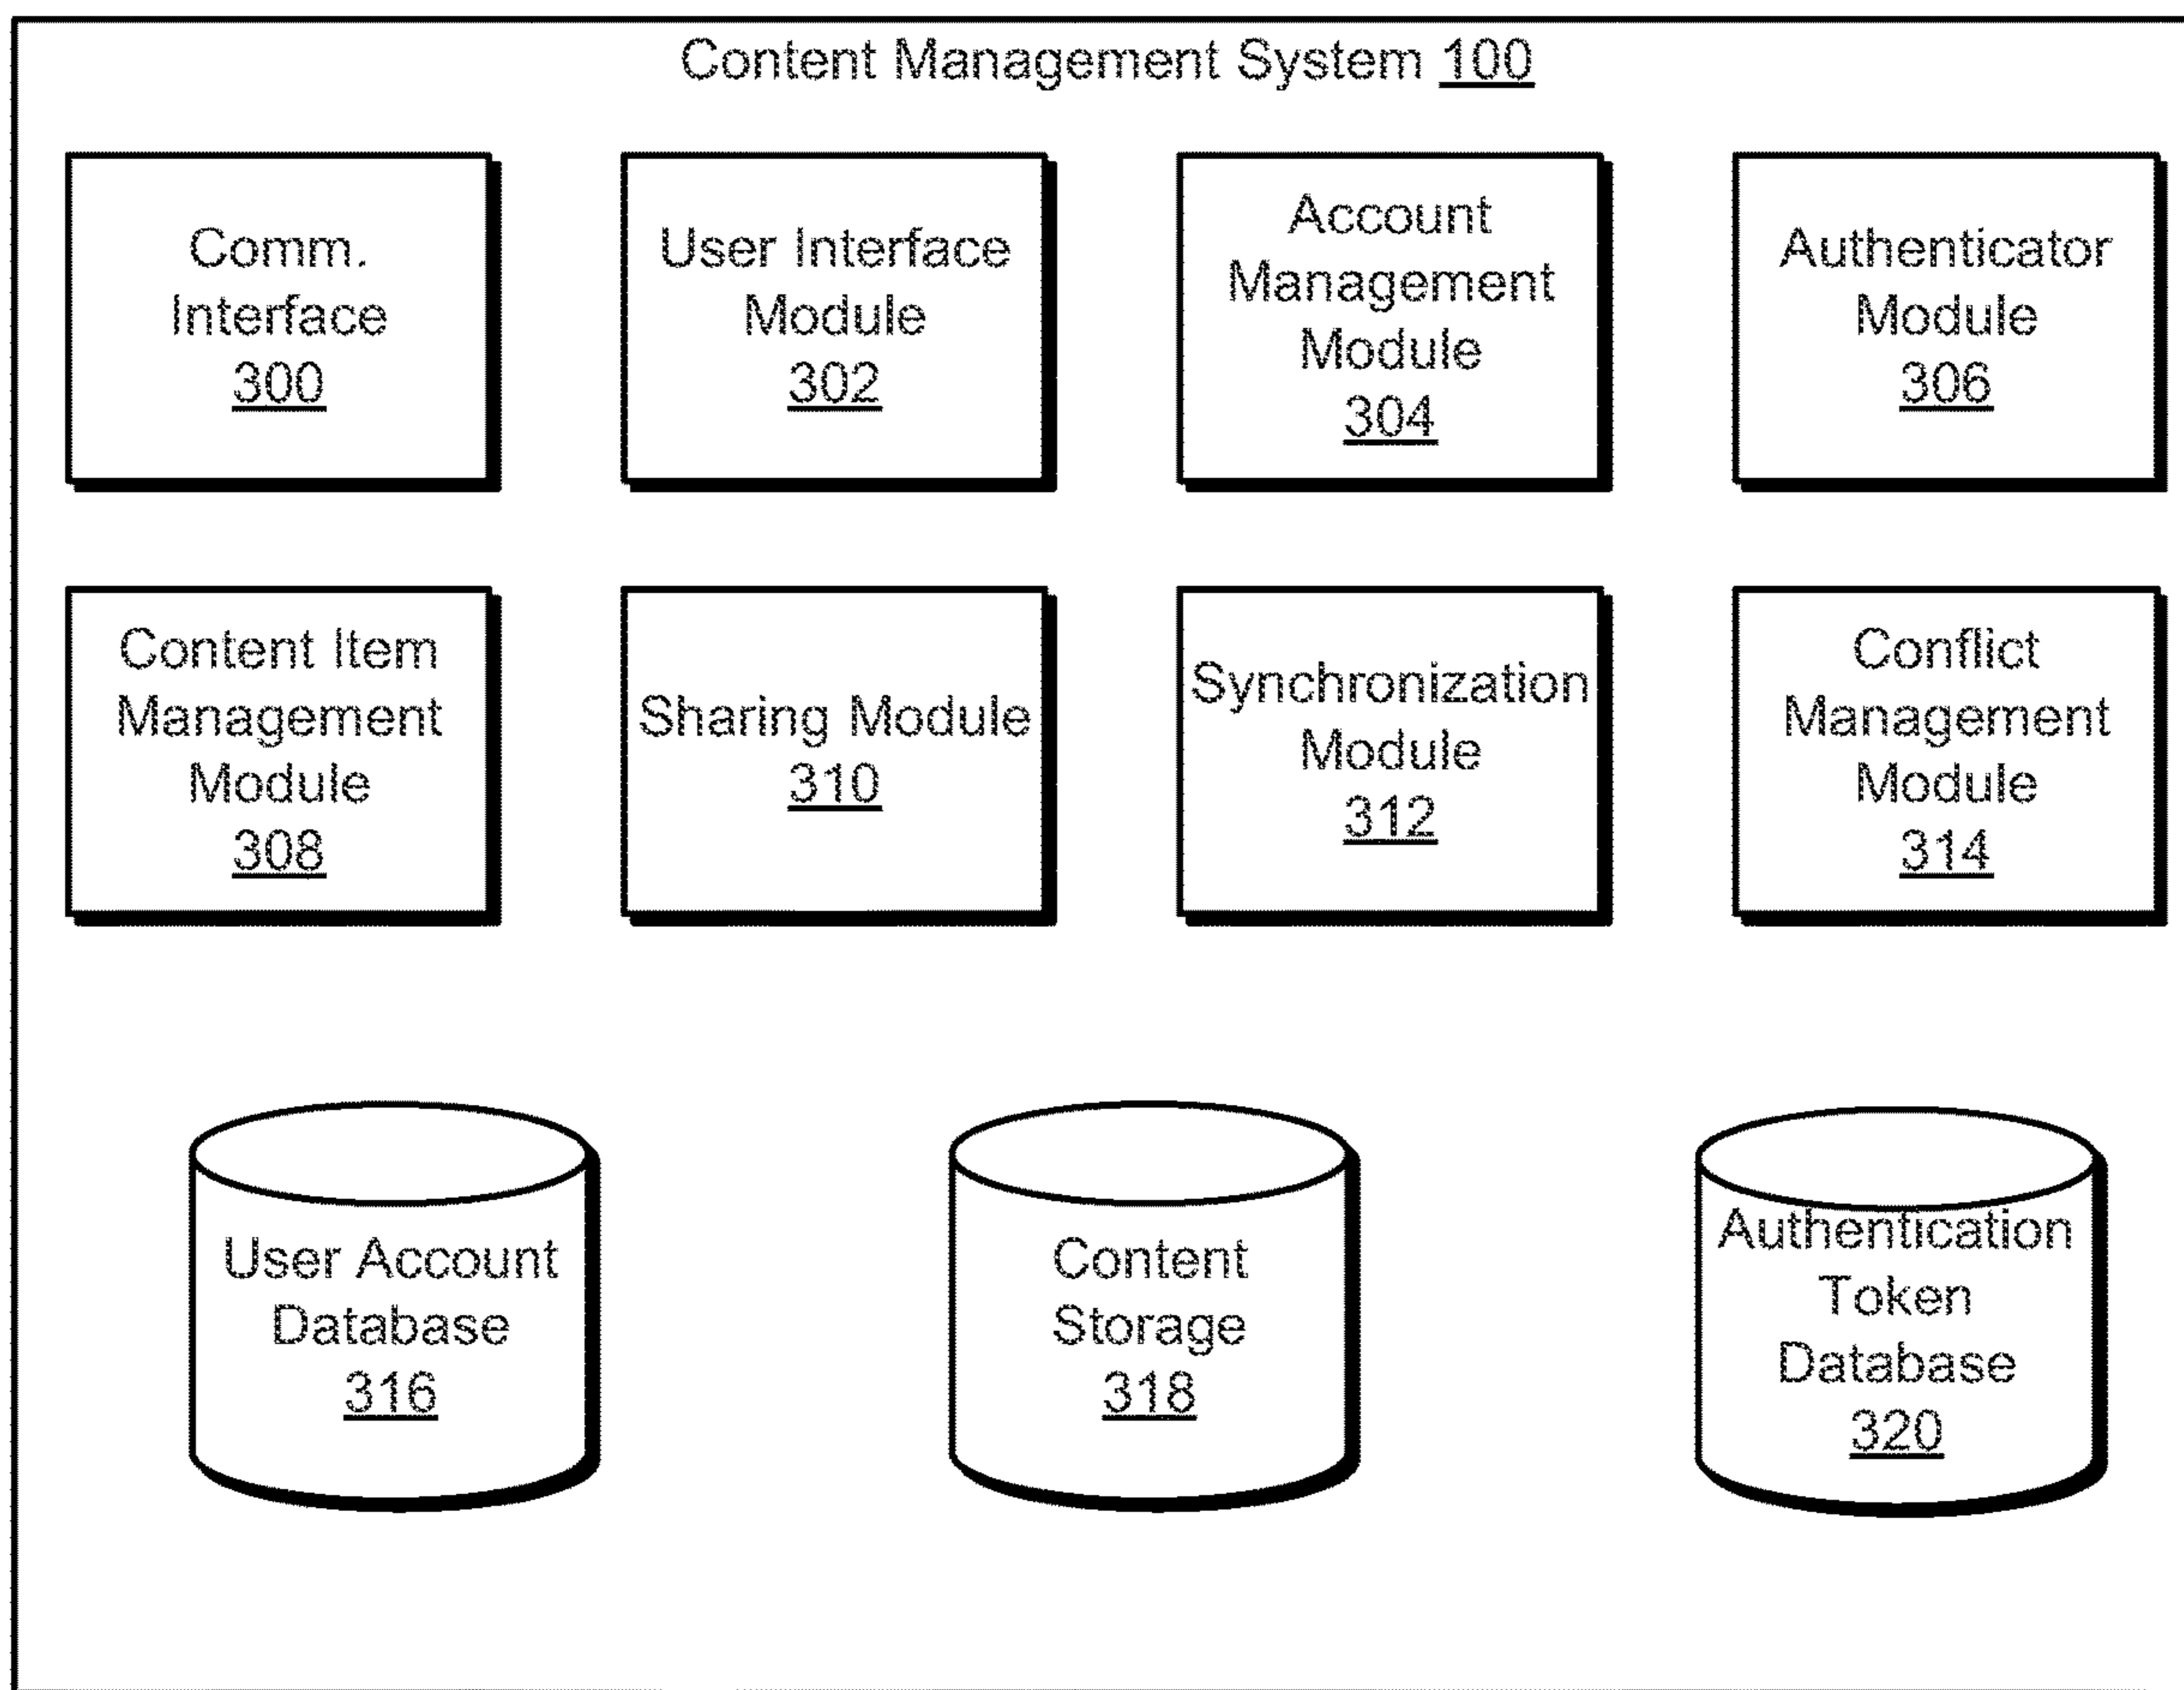 Content Management System 100
Comm.
Interface
300
User Interface
Module
302
Account
Management
Module
304
Authenticator
Module
306
Content Item
Management
Module
308
Sharing Module
310
Synchronization
Module
312
Conflict
Management
Module
314
User Account
Database
316
Content
Storage
318
Authentication
Token
Database
320